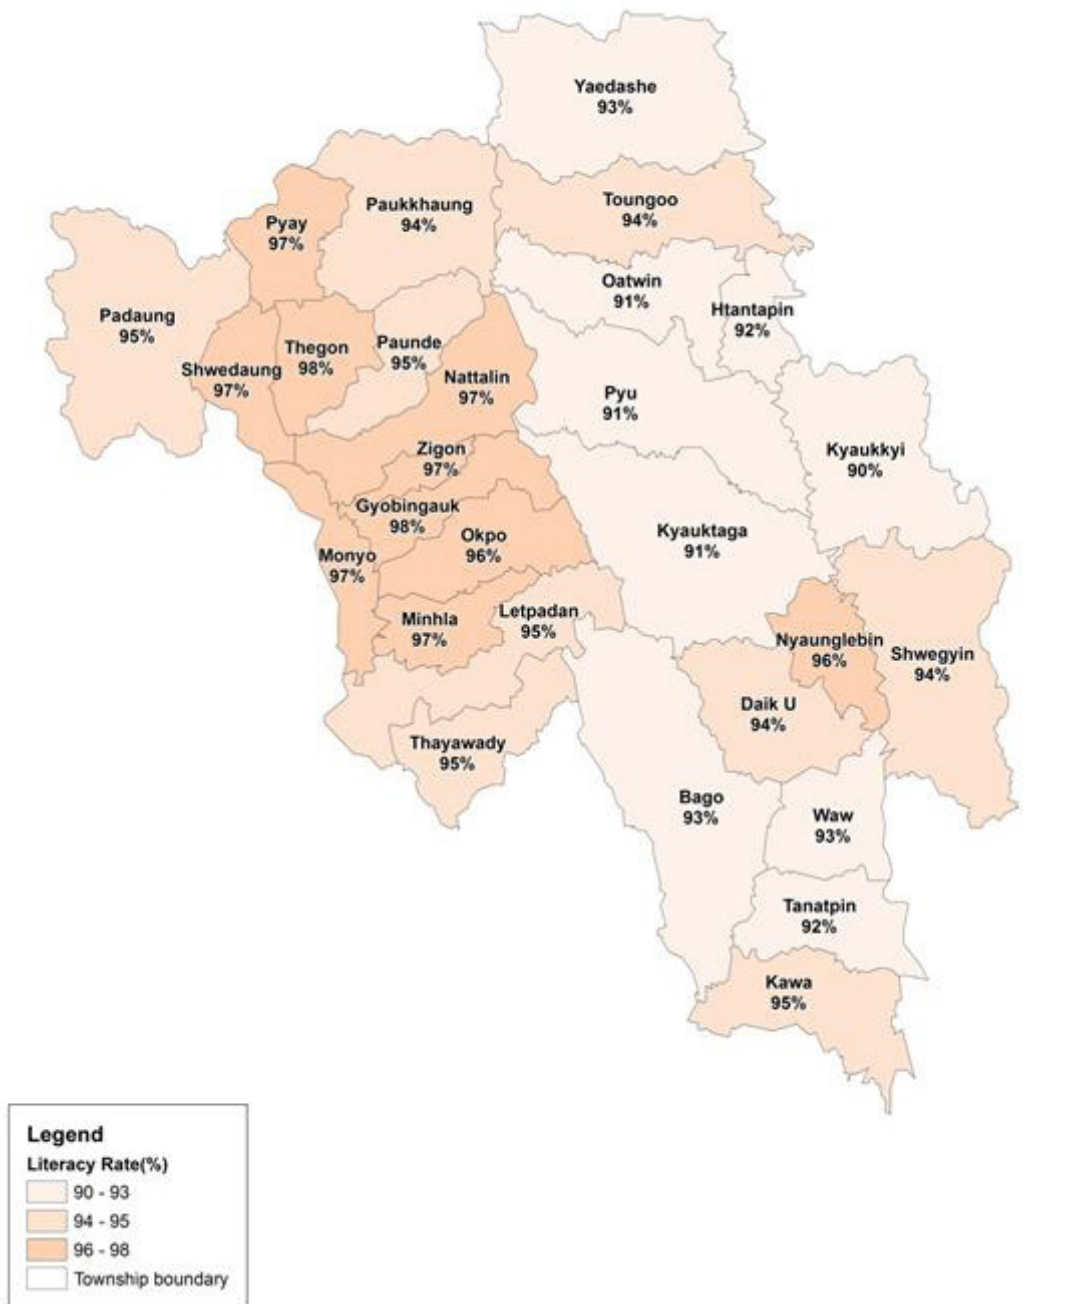 Yaedashe
93%
Toungoo
94%
Paukkhaung
94%
Pyay
97%
Oatwin
91%
Htantapin
92%
Padaung
95%
Paunde
95%
Thegon
98%
Shwedaung
97%
Nattalin
97%
Pyu
91%
Kyaukkyi
90%
Zigon
97%
Gyobingauk
98%
Okpo
96%
Kyauktaga
91%
Monyo
97%
Minhla
97%
Letpadan
95%
Nyaunglebin
96%
Shwegyin
94%
Daik U
94%
Thayawady
95%
Bago
93%
Waw
93%
Tanatpin
92%
Kawa
95%
Legend
Literacy Rate(%)
90 - 93
94 - 95
96 - 98
Township boundary